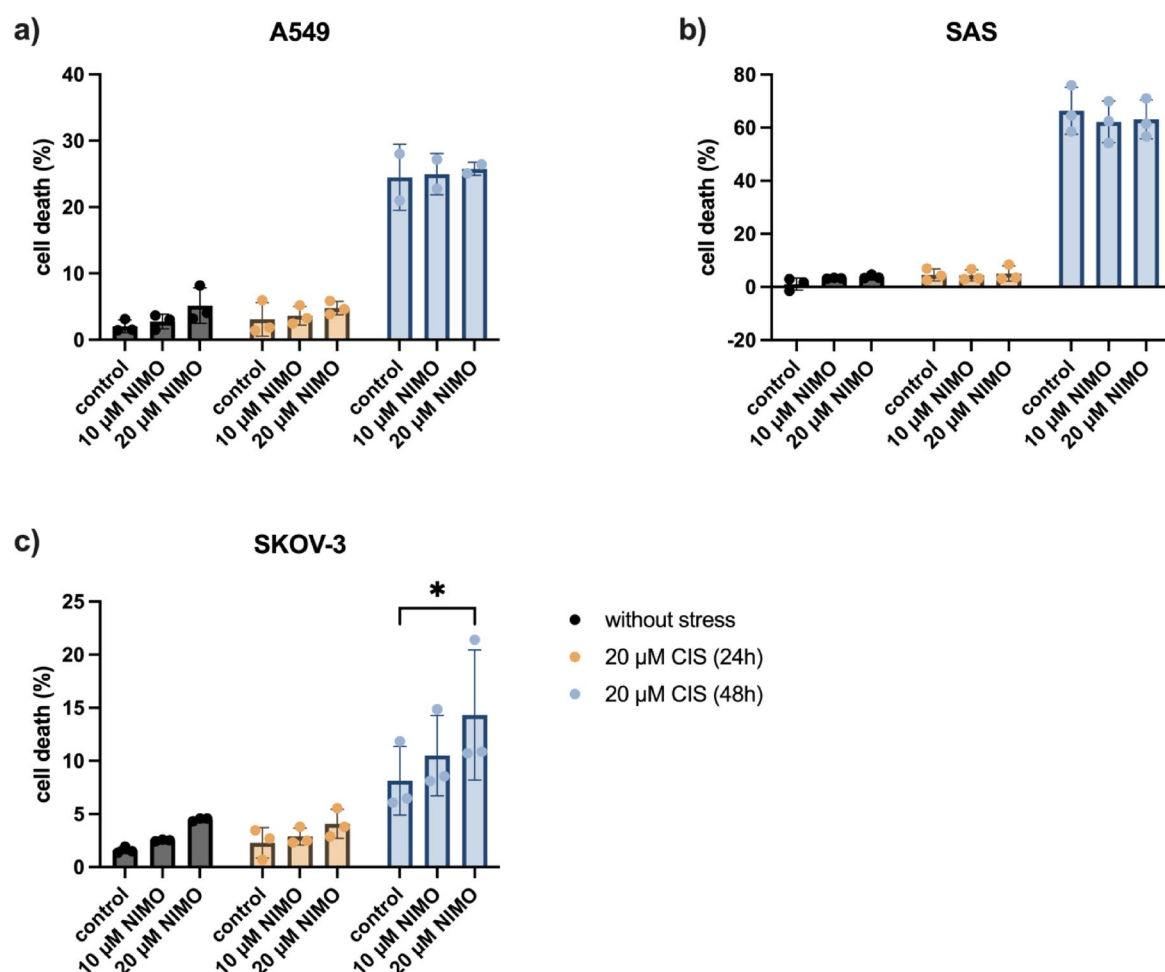 a)
A549
cell death (%)
40
30
20
10
0
control
10 µM NIMO
20 µM NIMO
control
10 µM NIMO
20 µM NIMO
control
10 µM NIMO
20 µM NIMO
b)
SAS
cell death (%)
80
60
40
20
0
-20
control
10 µM NIMO
20 µM NIMO
control
10 µM NIMO
20 µM NIMO
control
10 µM NIMO
20 µM NIMO
c)
SKOV-3
cell death (%)
25
20
15
10
5
0
*
control
10 µM NIMO
20 µM NIMO
control
10 µM NIMO
20 µM NIMO
control
10 µM NIMO
20 µM NIMO
without stress
20 µM CIS (24h)
20 µM CIS (48h)